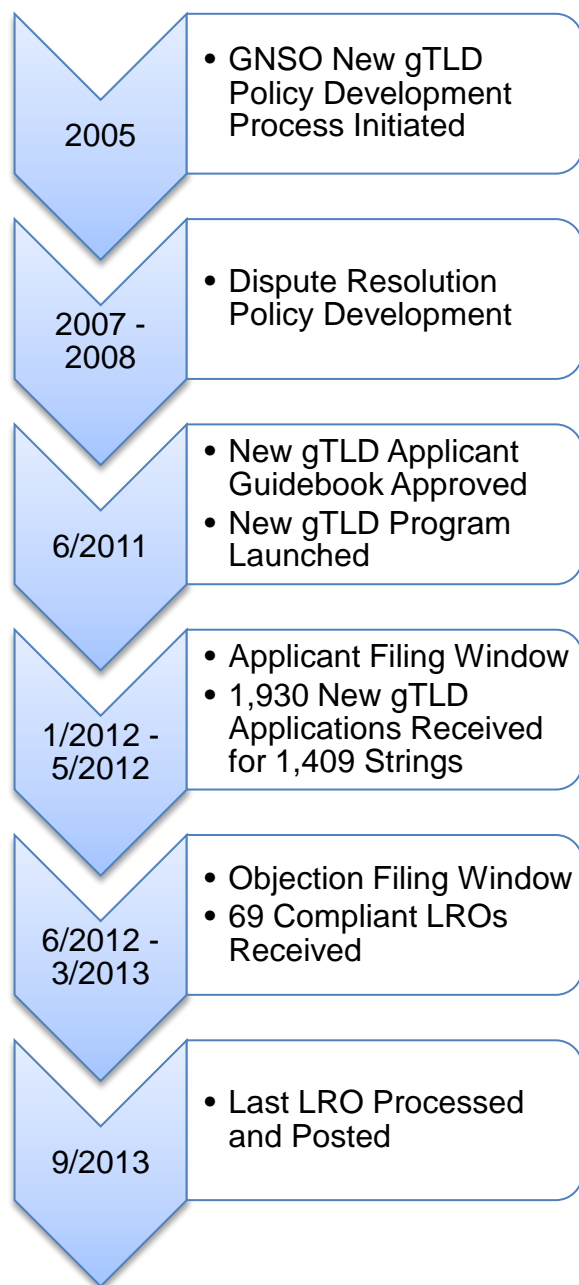 2005
• GNSO New gTLD
Policy Development
Process Initiated
2007 -
2008
• Dispute Resolution
Policy Development
6/2011
• New gTLD Applicant
Guidebook Approved
• New gTLD Program
Launched
1/2012 -
5/2012
• Applicant Filing Window
• 1,930 New gTLD
Applications Received
for 1,409 Strings
6/2012 -
3/2013
• Objection Filing Window
• 69 Compliant LROs
Received
9/2013
• Last LRO Processed
and Posted